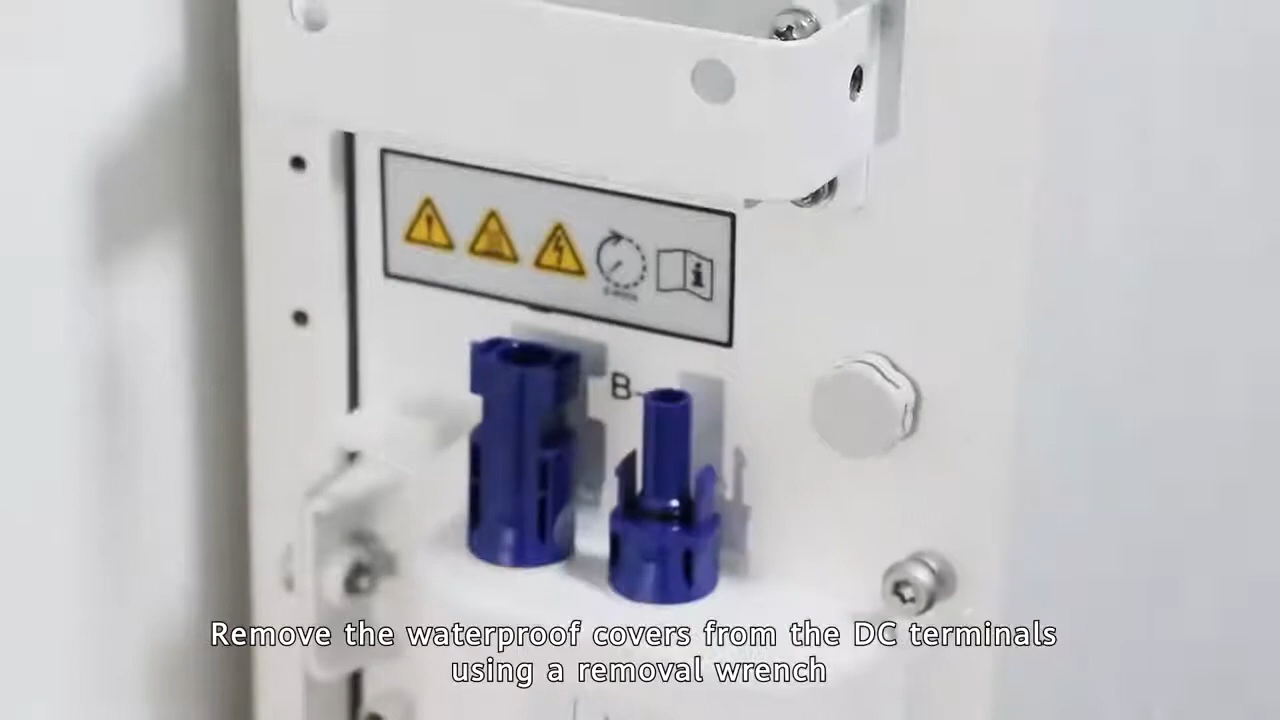 B
Remove the waterproof covers from the DC terminals
using a removal wrench